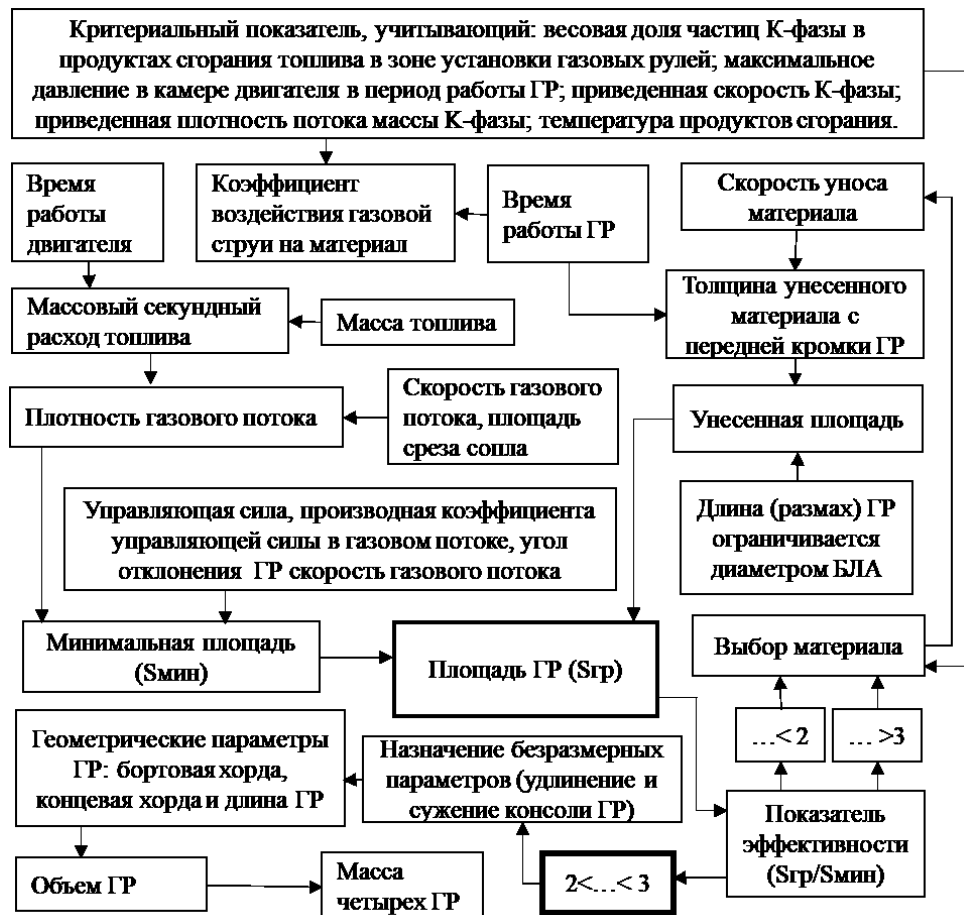 Критериальный показатель, учитывающий: весовая доля частиц К-фазы в
продуктах сгорания топлива в зоне установки газовых рулей; максимальное
давление в камере двигателя в период работы ГР; приведенная скорость К-фазы;
приведенная плотность потока массы К-фазы; температура продуктов сгорания.
Время
работы
двигателя
Коэффициент
воздействия газовой
струи на материал
Время
работы ГР
Скорость уноса
материала
Массовый секундный
расход топлива
Масса топлива
Толщина унесенного
материала с
передней кромки ГР
Плотность газового потока
Скорость газового
потока, площадь
среза сопла
Унесенная площадь
Управляющая сила, производная коэффициента
управляющей силы в газовом потоке, угол
отклонения ГР скорость газового потока
Длина (размах) ГР
ограничивается
диаметром БЛА
Минимальная площадь
(Sмин)
Площадь ГР (Sгр)
Выбор материала
…< 2
… >3
Геометрические параметры
ГР: бортовая хорда,
концевая хорда и длина ГР
Назначение безразмерных
параметров (удлинение и
сужение консоли ГР)
Показатель
эффективности
(Sгр/Sмин)
Объем ГР
Масса
четырех ГР
2<…< 3